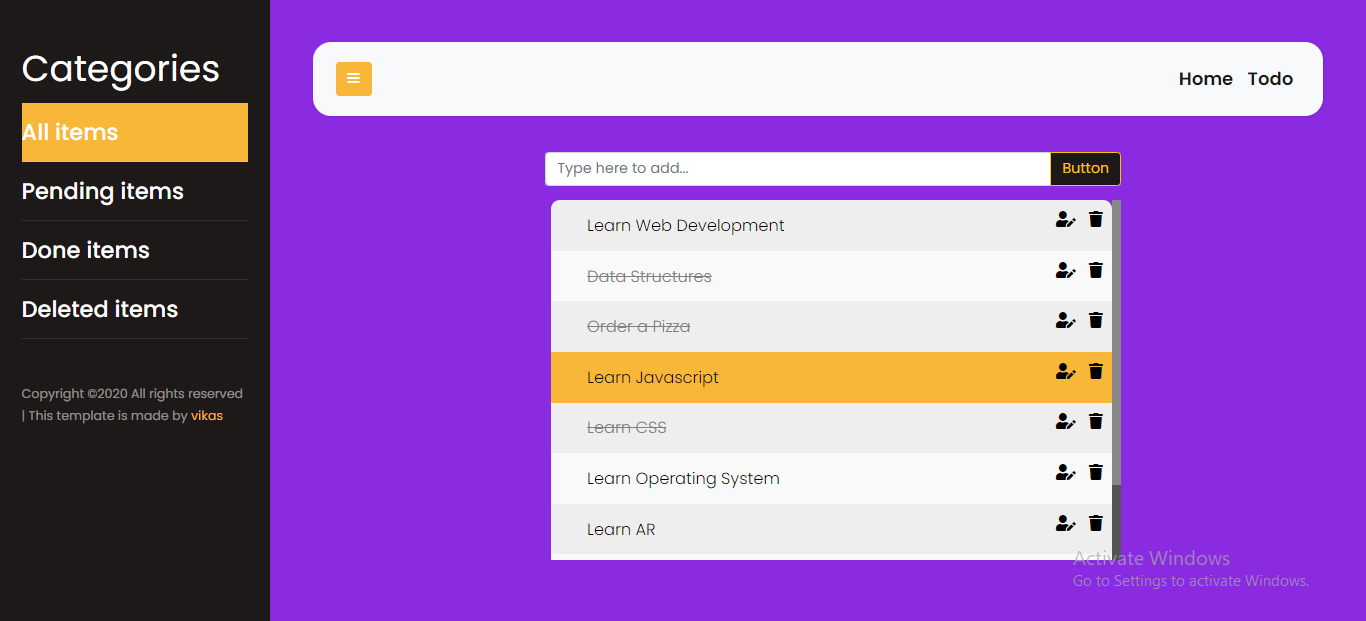 Categories
All items
Pending items
Done items
Deleted items
Copyright ©2020 All rights reserved
| This template is made by vikas
Home Todo
Type here to add... Button
Learn Web Development
Data Structures
Order a Pizza
Learn Javascript
Learn CSS
Learn Operating System
Learn AR
Activate Windows
Go to Settings to activate Windows.